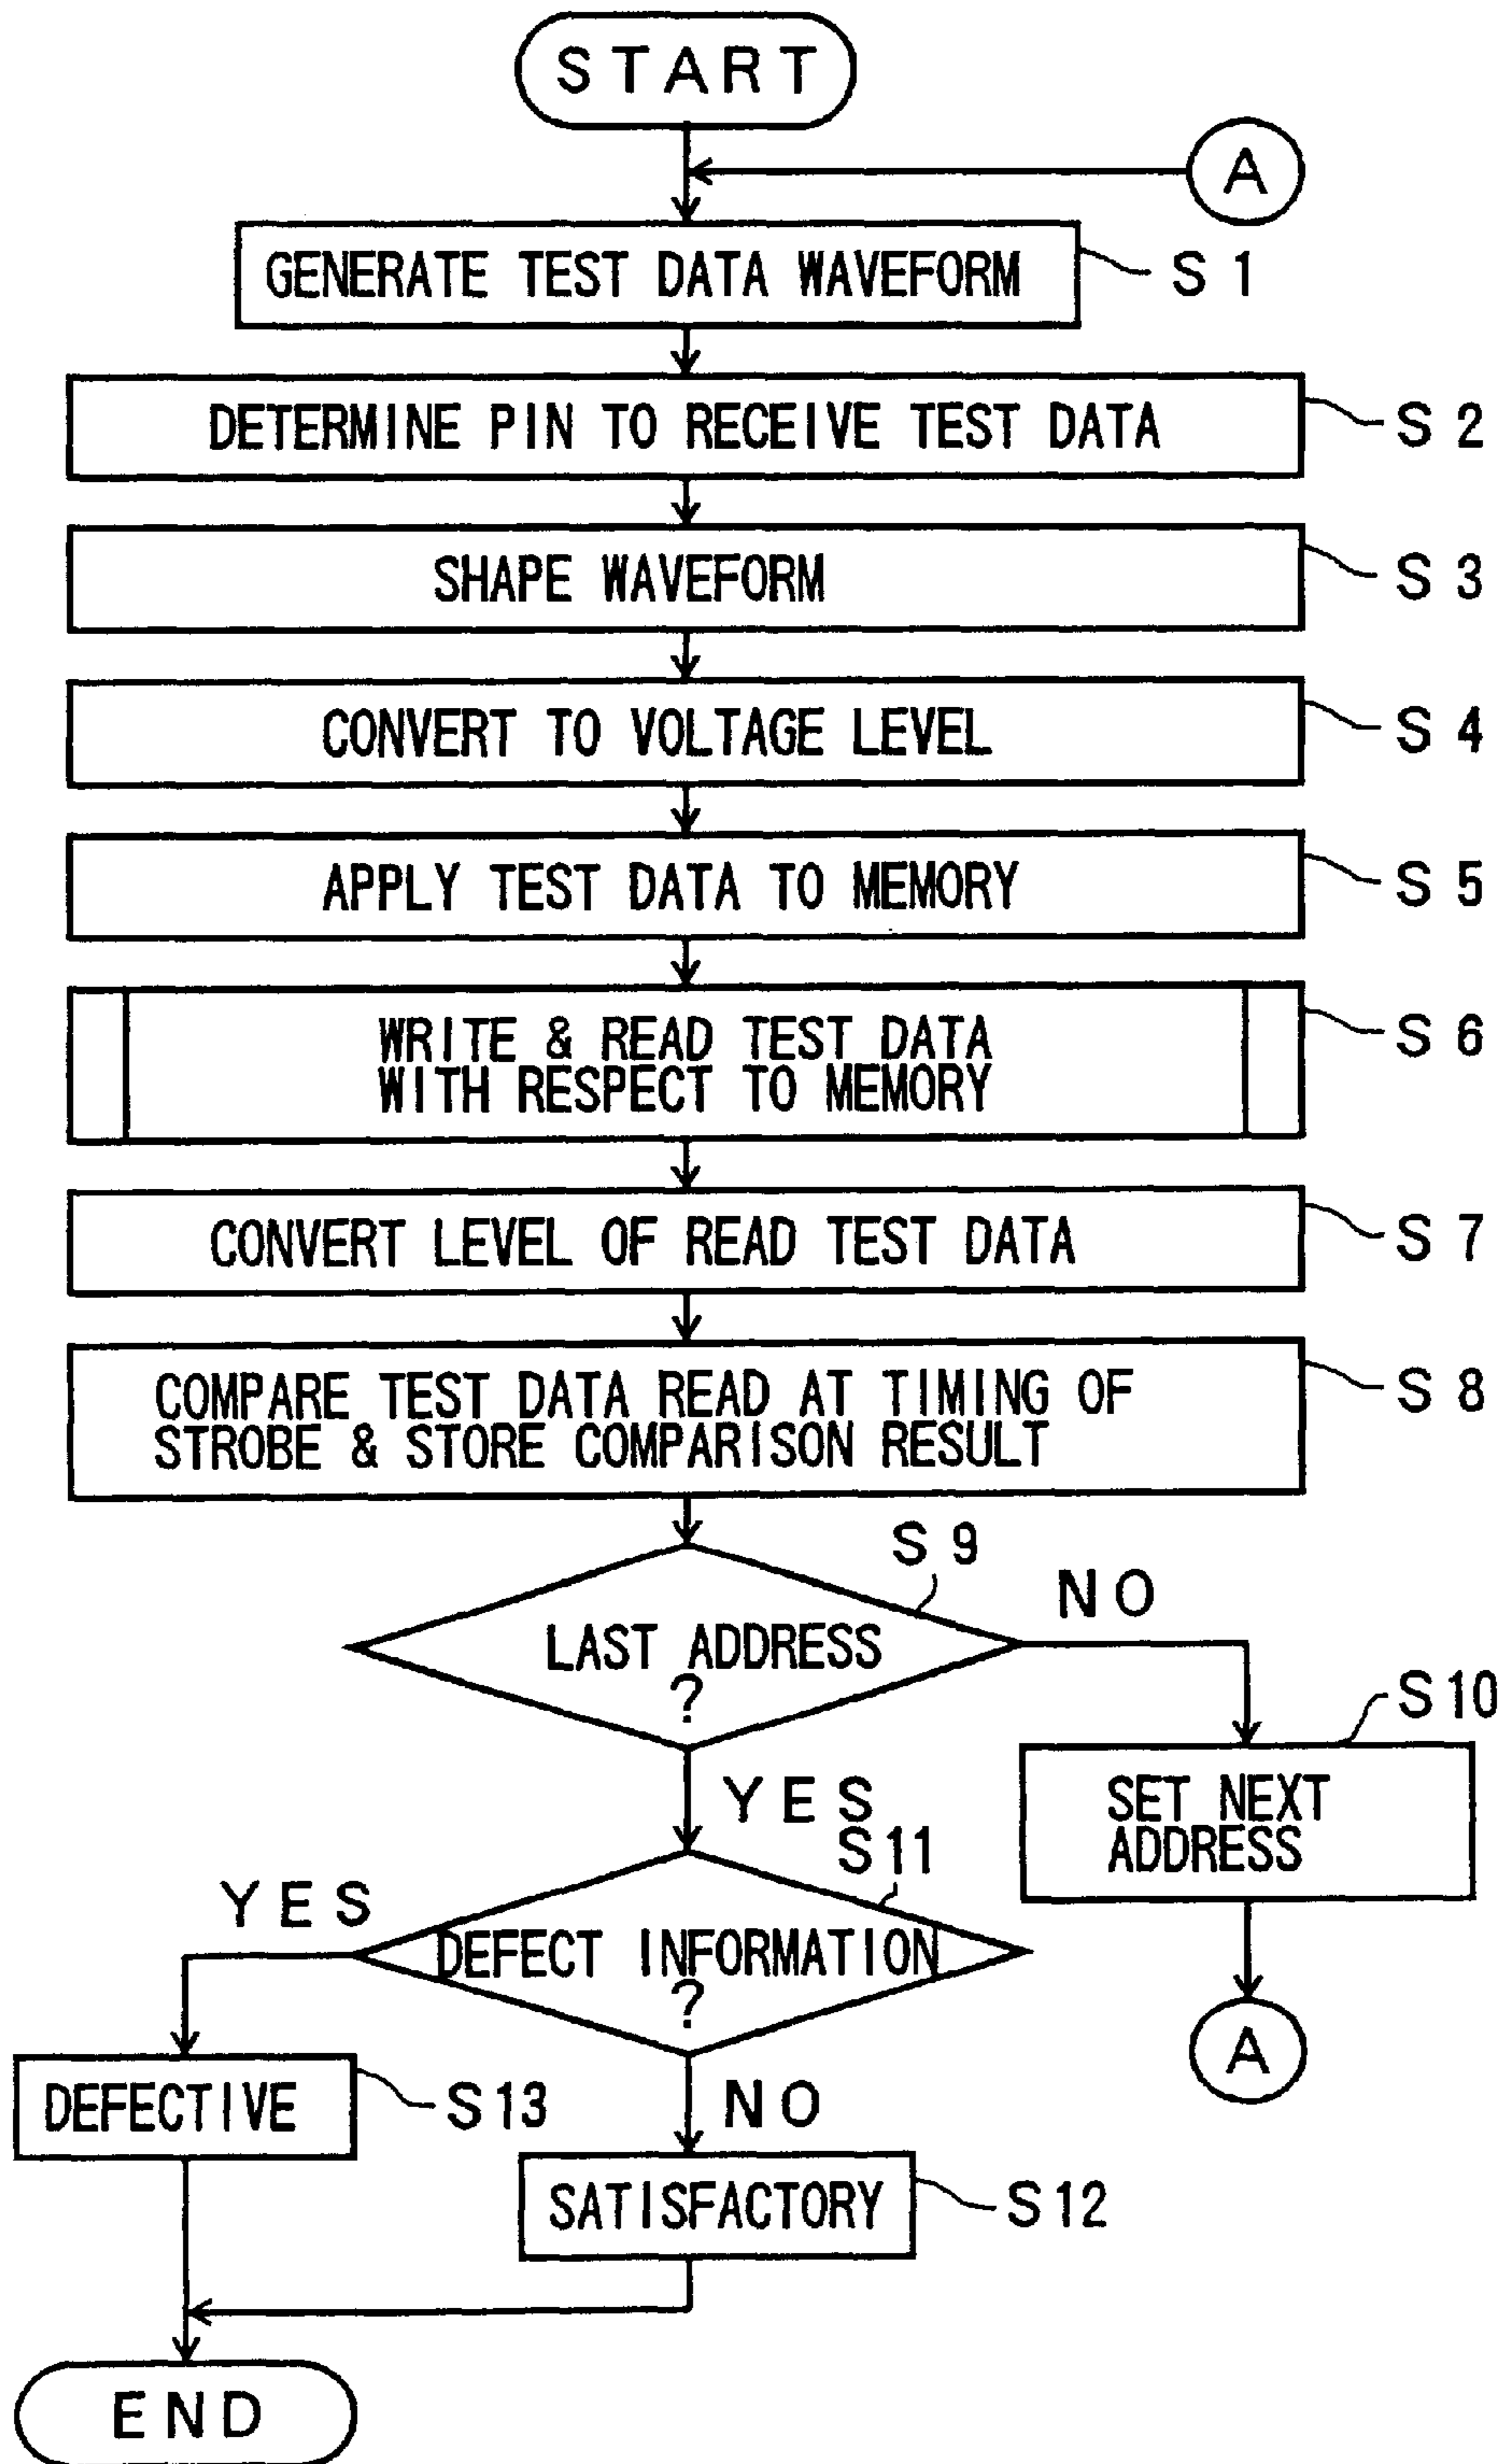 START
A
GENERATE TEST DATA WAVEFORM
S1
DETERMINE PIN TO RECEIVE TEST DATA
S2
SHAPE WAVEFORM
S3
CONVERT TO VOLTAGE LEVEL
S4
APPLY TEST DATA TO MEMORY
S5
WRITE & READ TEST DATA
WITH RESPECT TO MEMORY
S6
CONVERT LEVEL OF READ TEST DATA
S7
COMPARE TEST DATA READ AT TIMING OF
STROBE & STORE COMPARISON RESULT
S8
S9
LAST ADDRESS
?
NO
S10
SET NEXT
ADDRESS
A
YES
S11
DEFECT INFORMATION
?
YES
DEFECTIVE
S13
NO
SATISFACTORY
S12
END